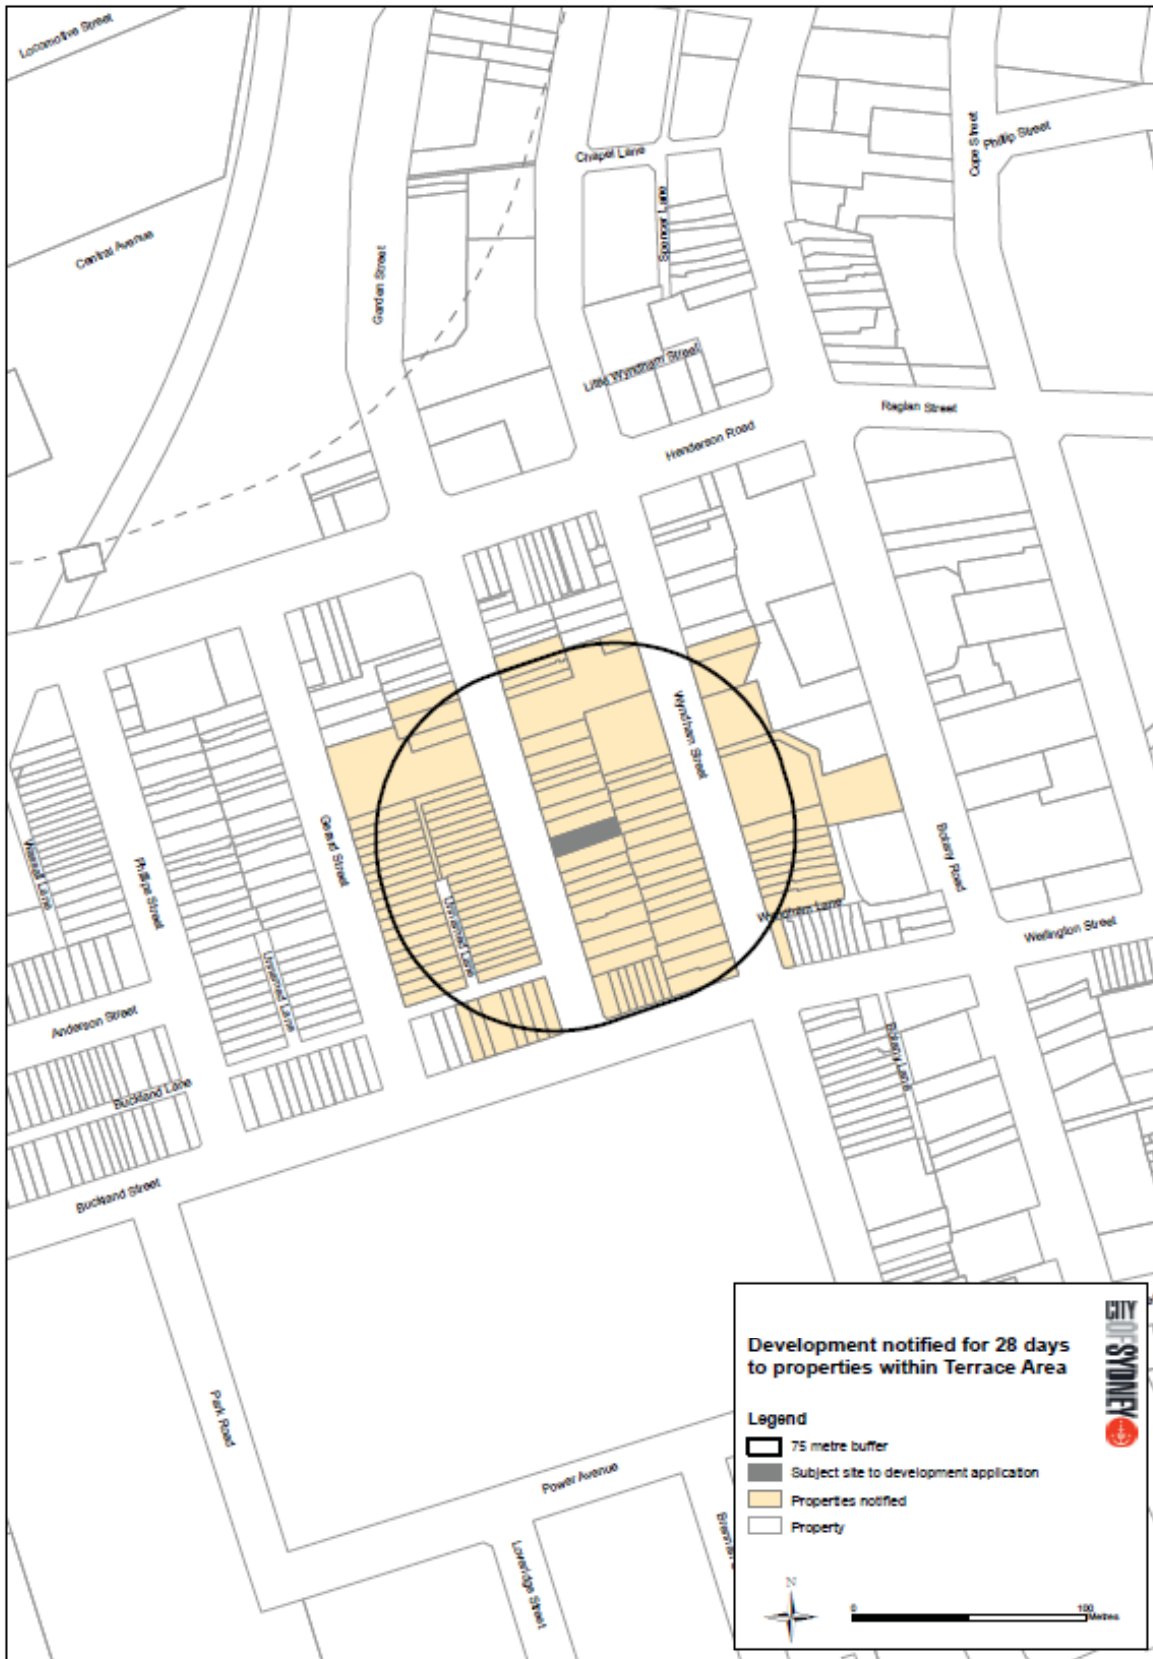 Locomotive Street
Central Avenue
Garden Street
Chapel Lane
Spencer Lane
Cope Street
Phillip Street
Little Wyndham Street
Henderson Road
Raglan Street
Wyndham Street
Gerard Street
Phillips Street
Unnamed Lane
Unnamed Lane
Wyndham Lane
Botany Road
Wellington Street
Anderson Street
Buckland Lane
Botany Lane
Buckland Street
Park Road
Power Avenue
Loveridge Street
CITY OF SYDNEY
Development notified for 28 days
to properties within Terrace Area
Legend
75 metre buffer
Subject site to development application
Properties notified
Property
N
0 100
Metres